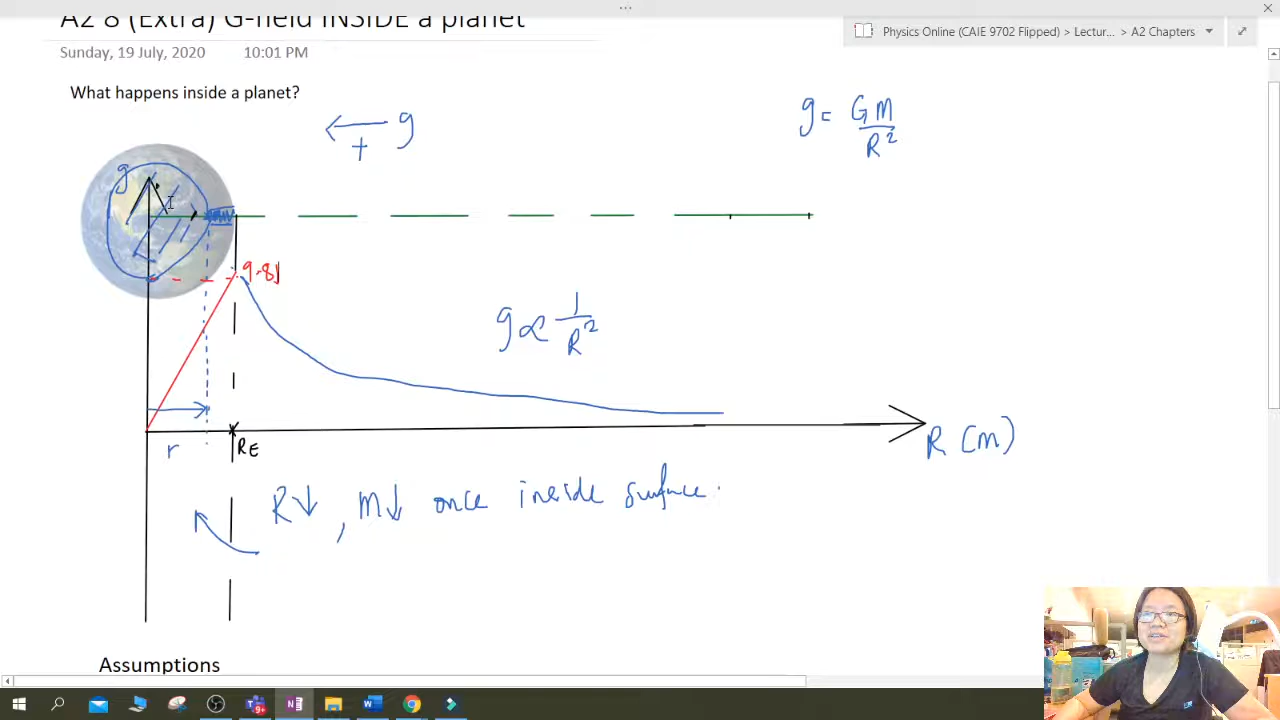 A2 8 (Extra) G-field INSIDE a planet
Physics Online (CAIE 9702 Flipped) > Lectur... > A2 Chapters
Sunday, 19 July, 2020 10:01 PM
What happens inside a planet?
g
+
g = GM/R²
g
9.81
g ∝ 1/R²
r
RE
R (m)
R↓, M↓ once inside surface.
Assumptions